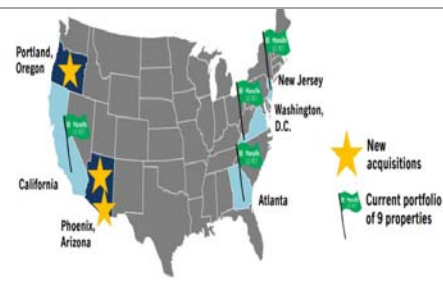 Portland,
Oregon
New Jersey
Washington,
D.C.
California
Atlanta
Phoenix,
Arizona
New
acquisitions
Current portfolio
of 9 properties